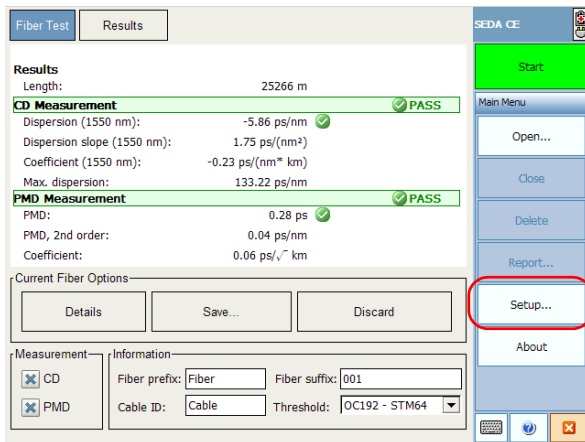 Fiber Test Results
SEDA CE
Results
Length: 25266 m
CD Measurement PASS
Dispersion (1550 nm): -5.86 ps/nm
Dispersion slope (1550 nm): 1.75 ps/(nm²)
Coefficient (1550 nm): -0.23 ps/(nm* km)
Max. dispersion: 133.22 ps/nm
PMD Measurement PASS
PMD: 0.28 ps
PMD, 2nd order: 0.04 ps/nm
Coefficient: 0.06 ps/√‾ km
Current Fiber Options
Details Save... Discard
Measurement
CD
PMD
Information
Fiber prefix: Fiber Fiber suffix: 001
Cable ID: Cable Threshold: OC192 - STM64
Start
Main Menu
Open...
Close
Delete
Report...
Setup...
About